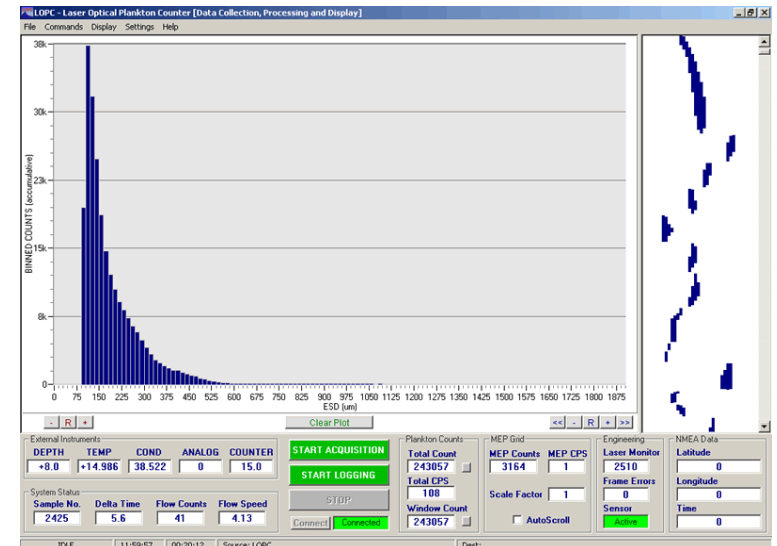 LOPC - Laser Optical Plankton Counter [Data Collection, Processing and Display]
File Commands Display Settings Help
38k
30k
23k
15k
8k
0
BINNED COUNTS (accumulative)
0 75 150 225 300 375 450 525 600 675 750 825 900 975 1050 1125 1200 1275 1350 1425 1500 1575 1650 1725 1800 1875
ESD (um)
- R + Clear Plot << - R + >>
External Instruments
DEPTH TEMP COND ANALOG COUNTER
+8.0 +14.986 38.522 0 15.0
System Status
Sample No. Delta Time Flow Counts Flow Speed
2425 5.6 41 4.13
START ACQUISITION
START LOGGING
STOP
Connect Connected
Plankton Counts
Total Count
243057
Total CPS
108
Window Count
243057
MEP Grid
MEP Counts MEP CPS
3164 1
Scale Factor 1
AutoScroll
Engineering
Laser Monitor
2510
Frame Errors
0
Sensor
Active
NMEA Data
Latitude
0
Longitude
0
Time
0
IDLE 11:59:57 00:20:12 Source: LOPC Dest: